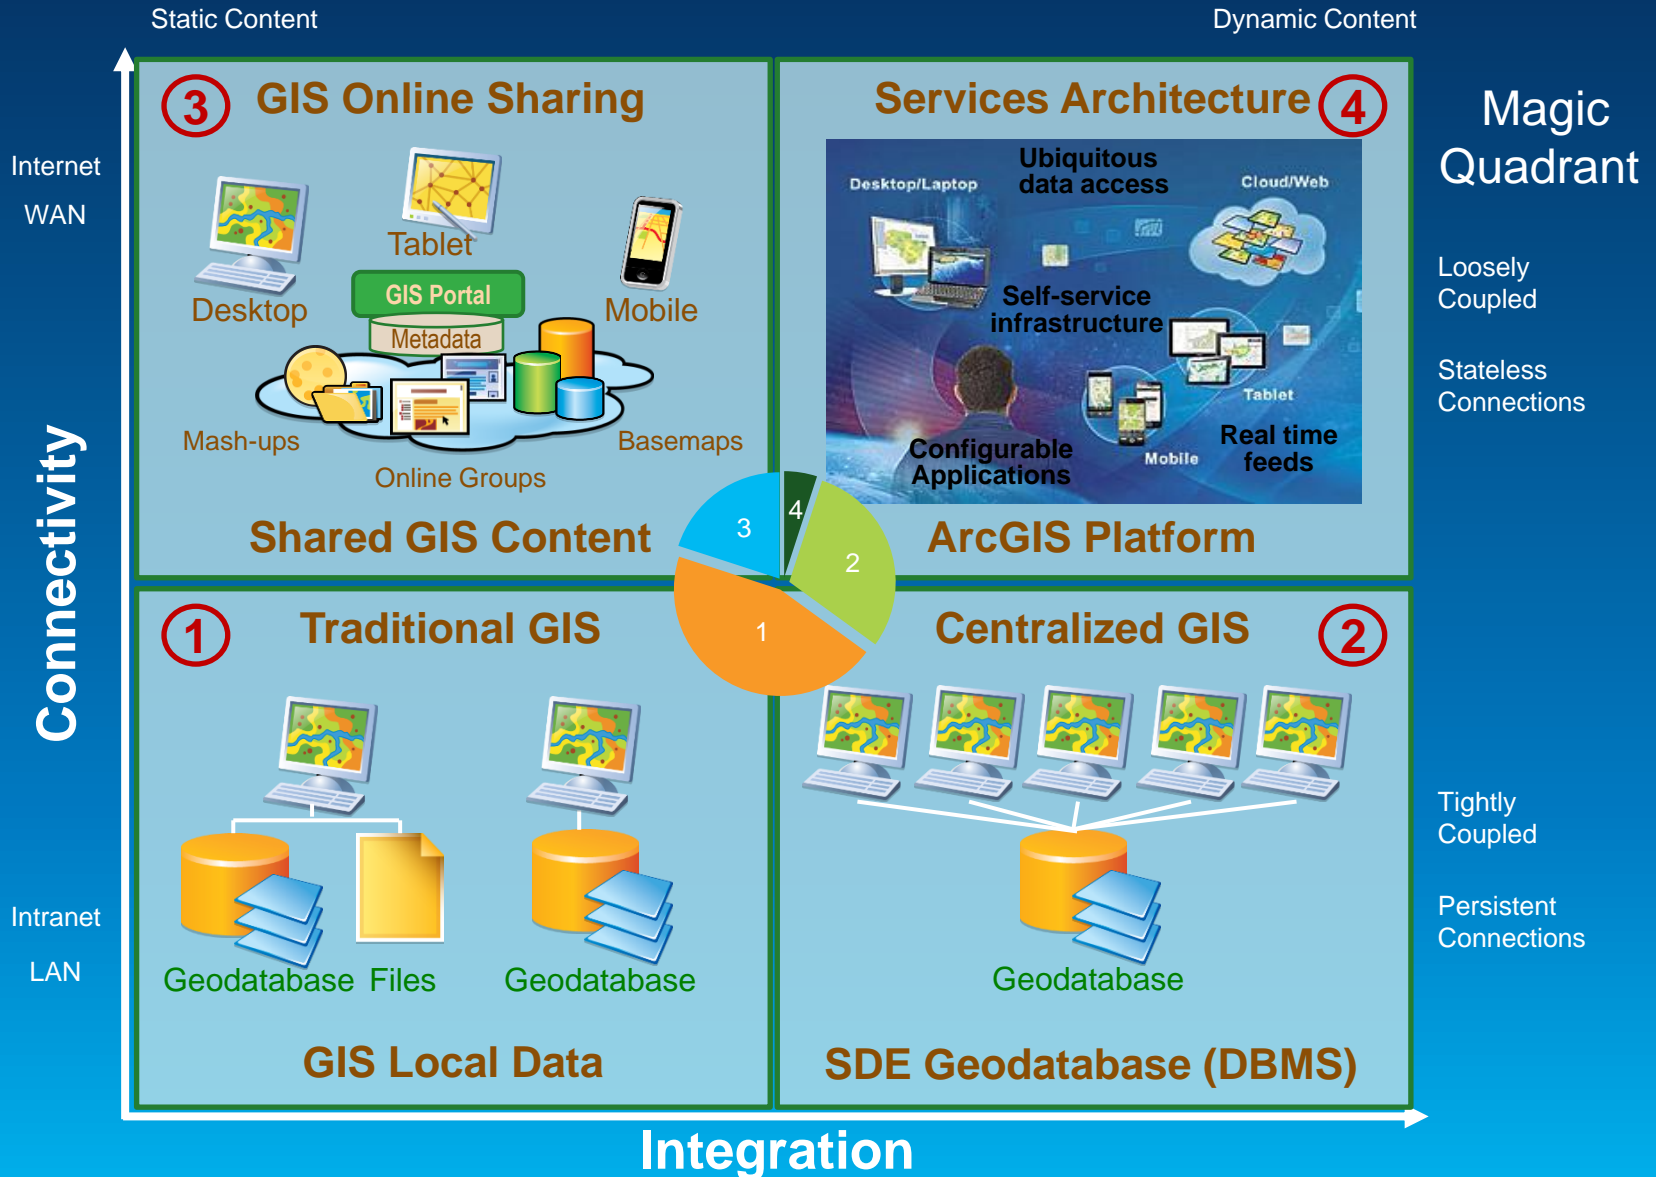 Static Content
Dynamic Content
Magic
Quadrant
Internet
WAN
Connectivity
Intranet
LAN
3
GIS Online Sharing
Desktop
Tablet
Mobile
GIS Portal
Metadata
Mash-ups
Online Groups
Basemaps
Shared GIS Content
Services Architecture
4
Desktop/Laptop
Ubiquitous
data access
Cloud/Web
Self-service
infrastructure
Tablet
Configurable
Applications
Mobile
Real time
feeds
ArcGIS Platform
3
4
2
1
1
Traditional GIS
Geodatabase
Files
Geodatabase
GIS Local Data
Centralized GIS
2
Geodatabase
SDE Geodatabase (DBMS)
Loosely
Coupled
Stateless
Connections
Tightly
Coupled
Persistent
Connections
Integration